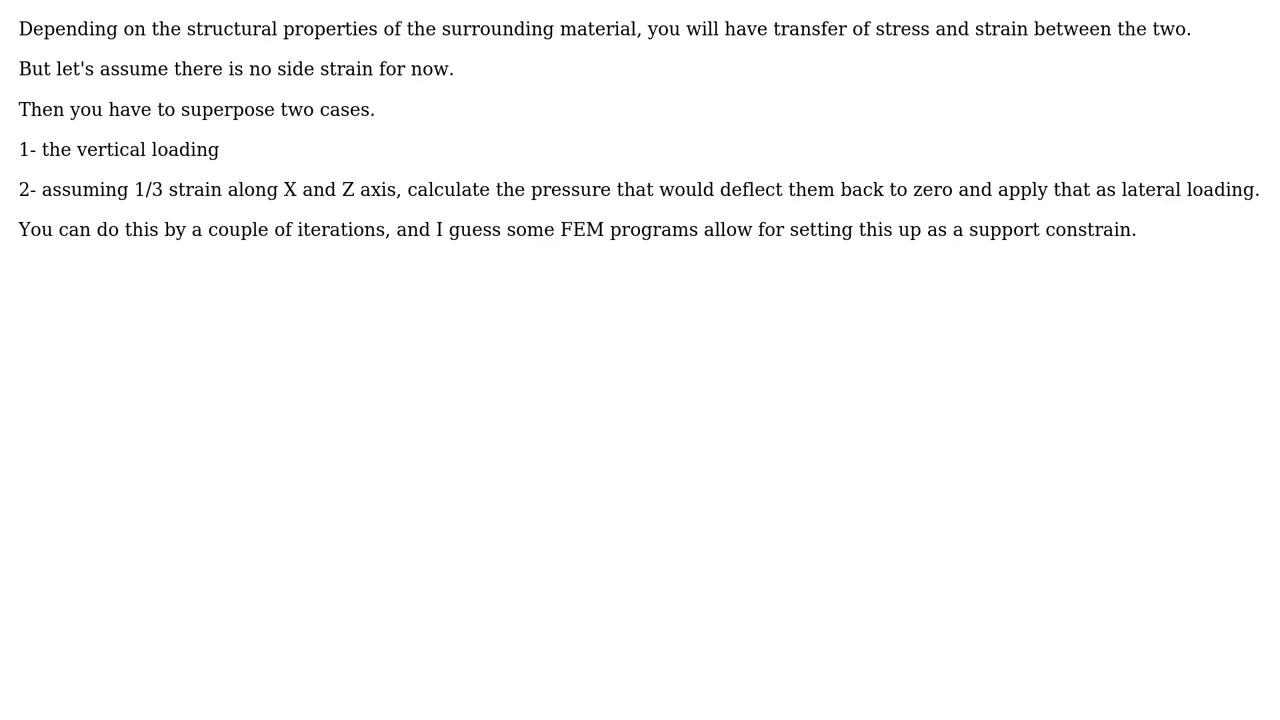 Depending on the structural properties of the surrounding material, you will have transfer of stress and strain between the two.
But let's assume there is no side strain for now.
Then you have to superpose two cases.
1- the vertical loading
2- assuming 1/3 strain along X and Z axis, calculate the pressure that would deflect them back to zero and apply that as lateral loading.
You can do this by a couple of iterations, and I guess some FEM programs allow for setting this up as a support constrain.